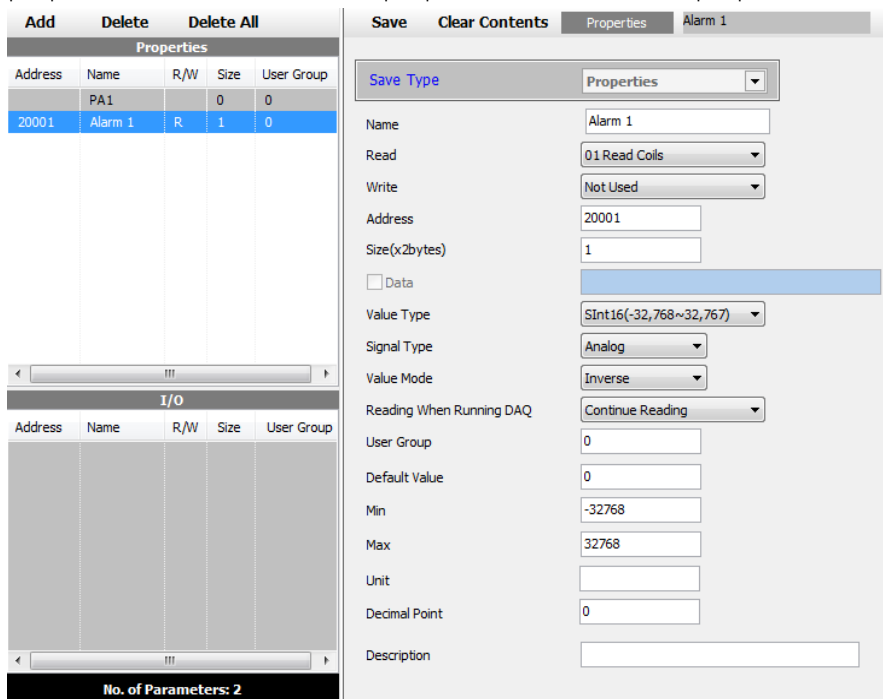 Add Delete Delete All
Properties
Address Name R/W Size User Group
PA1 0 0
20001 Alarm 1 R 1 0
I/O
Address Name R/W Size User Group
No. of Parameters: 2
Save Clear Contents Properties Alarm 1
Save Type Properties
Name Alarm 1
Read 01 Read Coils
Write Not Used
Address 20001
Size(x2bytes) 1
Data
Value Type SInt16(-32,768~32,767)
Signal Type Analog
Value Mode Inverse
Reading When Running DAQ Continue Reading
User Group 0
Default Value 0
Min -32768
Max 32768
Unit
Decimal Point 0
Description